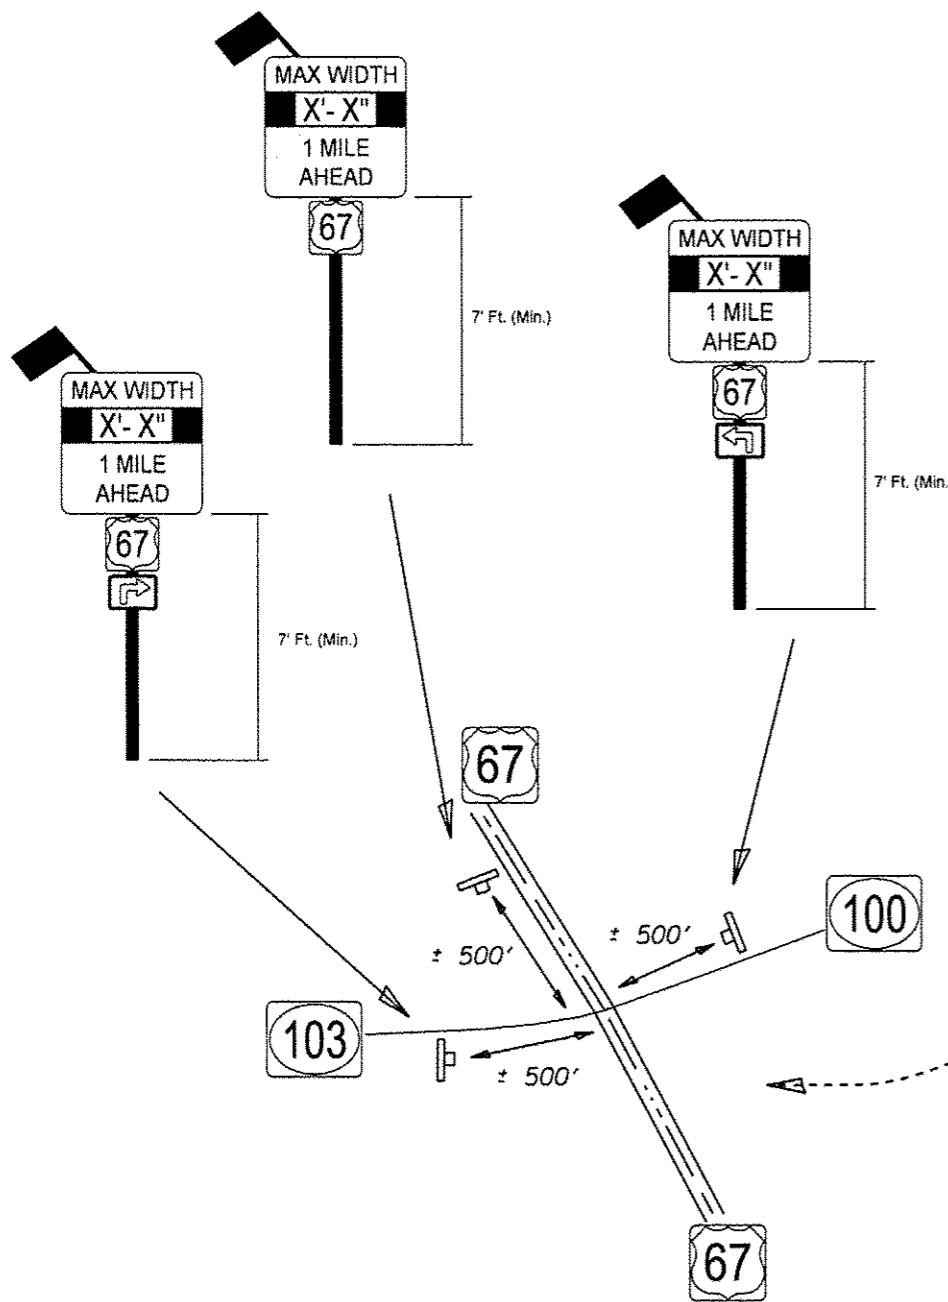 MAX WIDTH
X'- X"
1 MILE
AHEAD
67
7' Ft. (Min.)
MAX WIDTH
X'- X"
1 MILE
AHEAD
67
7' Ft. (Min.
MAX WIDTH
X'- X"
1 MILE
AHEAD
67
7' Ft. (Min.)
67
100
± 500'
± 500'
103
± 500'
67